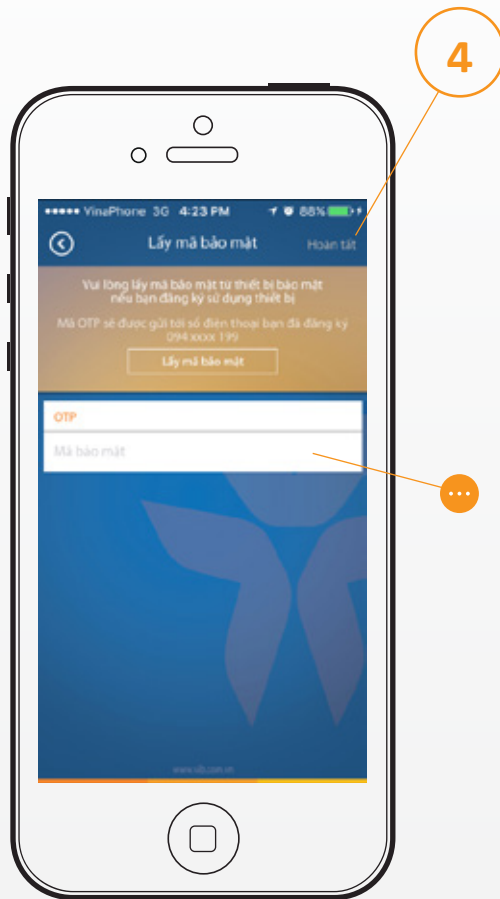 4
VinaPhone 3G 4:23 PM 88%
Lấy mã bảo mật Hoàn tất
Vui lòng lấy mã bảo mật từ thiết bị bảo mật
nếu bạn đăng ký sử dụng thiết bị
Mã OTP sẽ được gửi tới số điện thoại bạn đã đăng ký
094 xxxx 199
Lấy mã bảo mật
OTP
Mã bảo mật
www.vib.com.vn